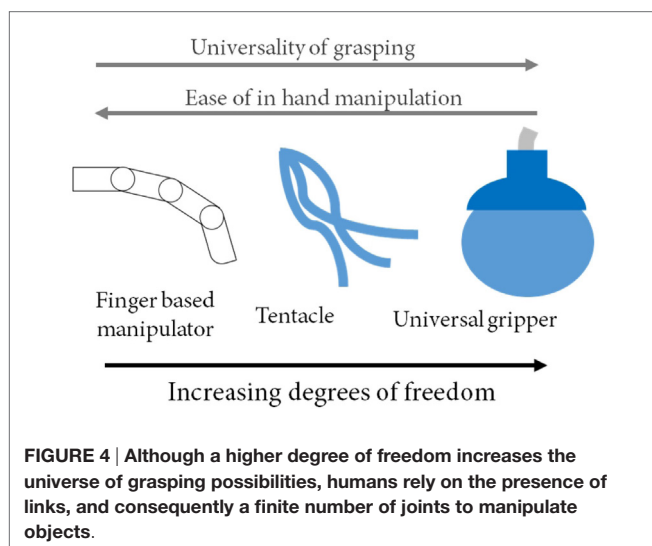 Universality of grasping
Ease of in hand manipulation
Finger based
manipulator
Tentacle
Universal gripper
Increasing degrees of freedom
FIGURE 4 | Although a higher degree of freedom increases the
universe of grasping possibilities, humans rely on the presence of
links, and consequently a finite number of joints to manipulate
objects.